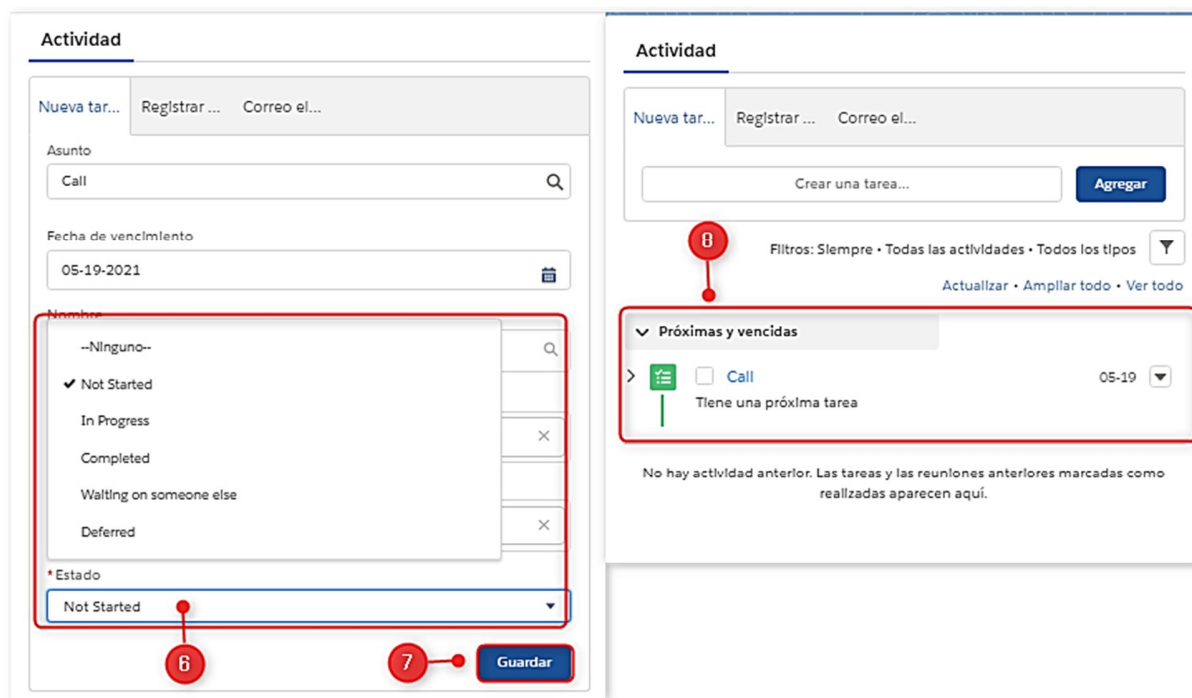 Actividad
Nueva tar...
Registrar ...
Correo el...
Asunto
Call
Fecha de vencimiento
05-19-2021
Nombre
--Ninguno--
Not Started
In Progress
Completed
Waiting on someone else
Deferred
*Estado
Not Started
6
7
Guardar
Actividad
Nueva tar...
Registrar ...
Correo el...
Crear una tarea...
Agregar
8
Filtros: Siempre • Todas las actividades • Todos los tipos
Actualizar • Ampliar todo • Ver todo
Próximas y vencidas
Call
05-19
Tiene una próxima tarea
No hay actividad anterior. Las tareas y las reuniones anteriores marcadas como
realizadas aparecen aquí.